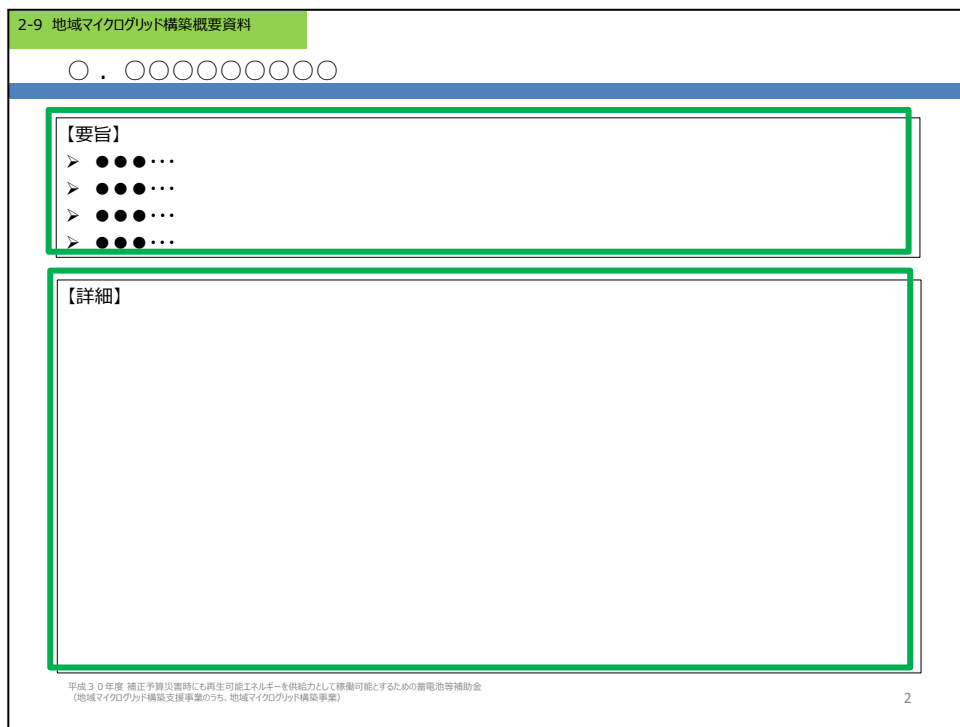 2-9 地域マイクログリッド構築概要資料
○．○○○○○○○○○
【要旨】
➢ ●●●･･･
➢ ●●●･･･
➢ ●●●･･･
➢ ●●●･･･
【詳細】
平成３０年度 補正予算災害時にも再生可能エネルギーを供給力として稼働可能とするための蓄電池等補助金
（地域マイクログリッド構築支援事業のうち、地域マイクログリッド構築事業）
2